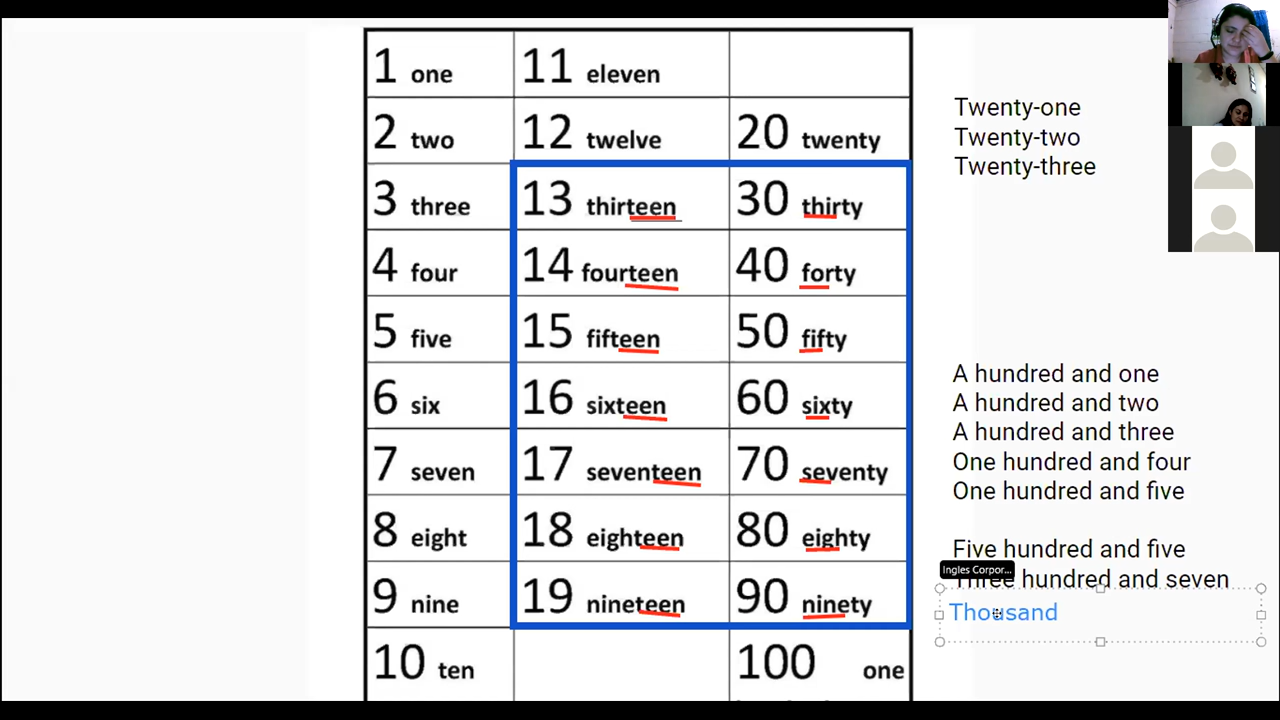 1 one 11 eleven
2 two 12 twelve 20 twenty
3 three 13 thirteen 30 thirty
4 four 14 fourteen 40 forty
5 five 15 fifteen 50 fifty
6 six 16 sixteen 60 sixty
7 seven 17 seventeen 70 seventy
8 eight 18 eighteen 80 eighty
9 nine 19 nineteen 90 ninety
10 ten 100 one
Twenty-one
Twenty-two
Twenty-three
A hundred and one
A hundred and two
A hundred and three
One hundred and four
One hundred and five
Five hundred and five
Ingles Corpor...
Three hundred and seven
Thousand